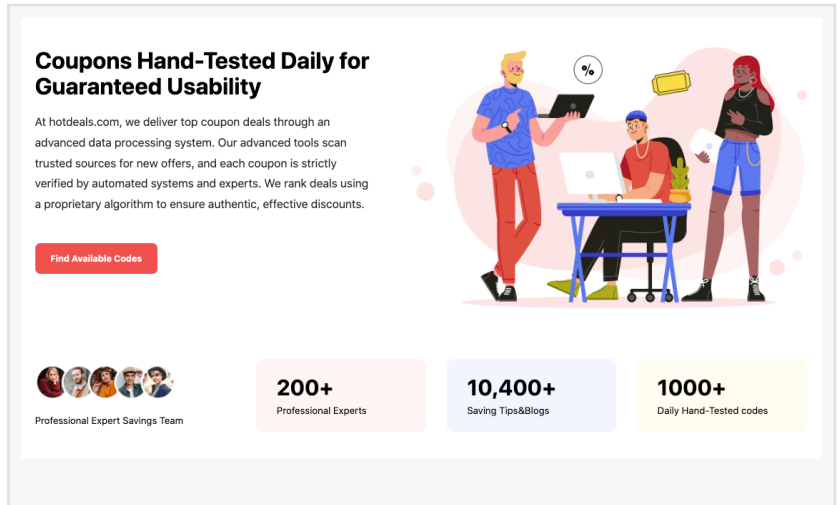 Coupons Hand-Tested Daily for
Guaranteed Usability
At hotdeals.com, we deliver top coupon deals through an
advanced data processing system. Our advanced tools scan
trusted sources for new offers, and each coupon is strictly
verified by automated systems and experts. We rank deals using
a proprietary algorithm to ensure authentic, effective discounts.
%
Find Available Codes
Professional Expert Savings Team
200+
Professional Experts
10,400+
Saving Tips&Blogs
1000+
Daily Hand-Tested codes